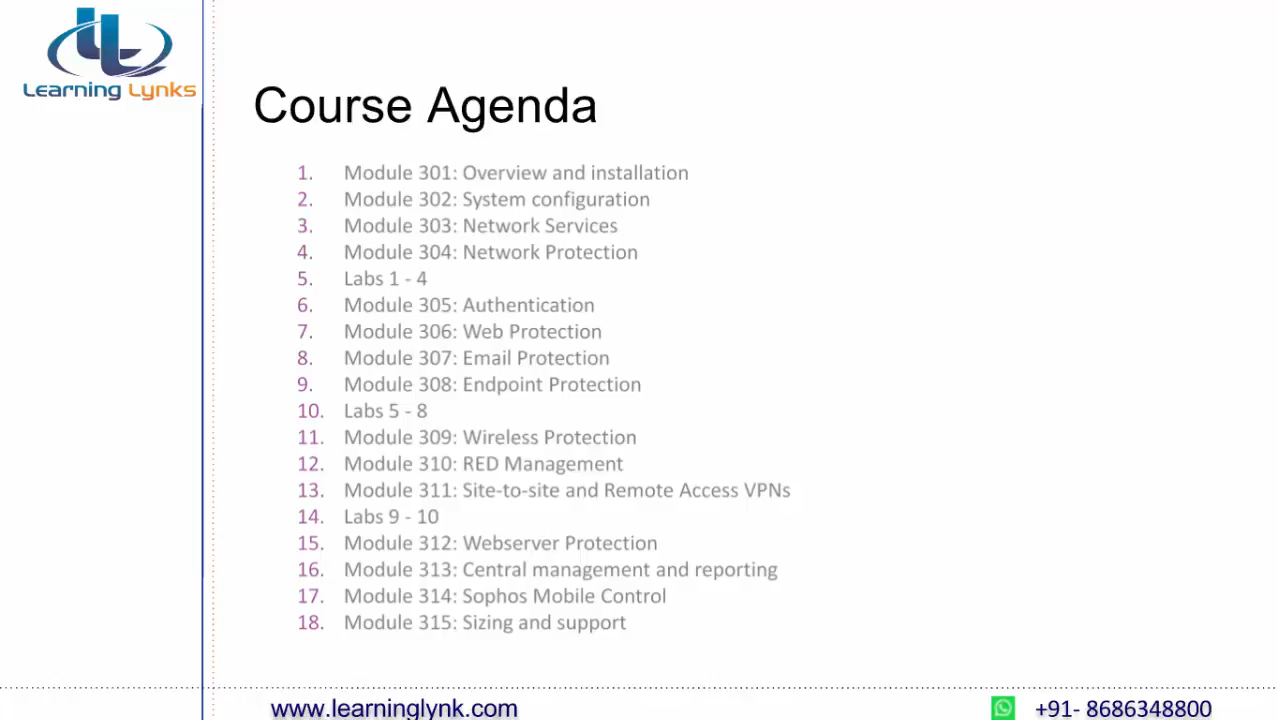 Learning Lynks
Course Agenda
1. Module 301: Overview and installation
2. Module 302: System configuration
3. Module 303: Network Services
4. Module 304: Network Protection
5. Labs 1 - 4
6. Module 305: Authentication
7. Module 306: Web Protection
8. Module 307: Email Protection
9. Module 308: Endpoint Protection
10. Labs 5 - 8
11. Module 309: Wireless Protection
12. Module 310: RED Management
13. Module 311: Site-to-site and Remote Access VPNs
14. Labs 9 - 10
15. Module 312: Webserver Protection
16. Module 313: Central management and reporting
17. Module 314: Sophos Mobile Control
18. Module 315: Sizing and support
www.learninglynk.com
+91- 8686348800